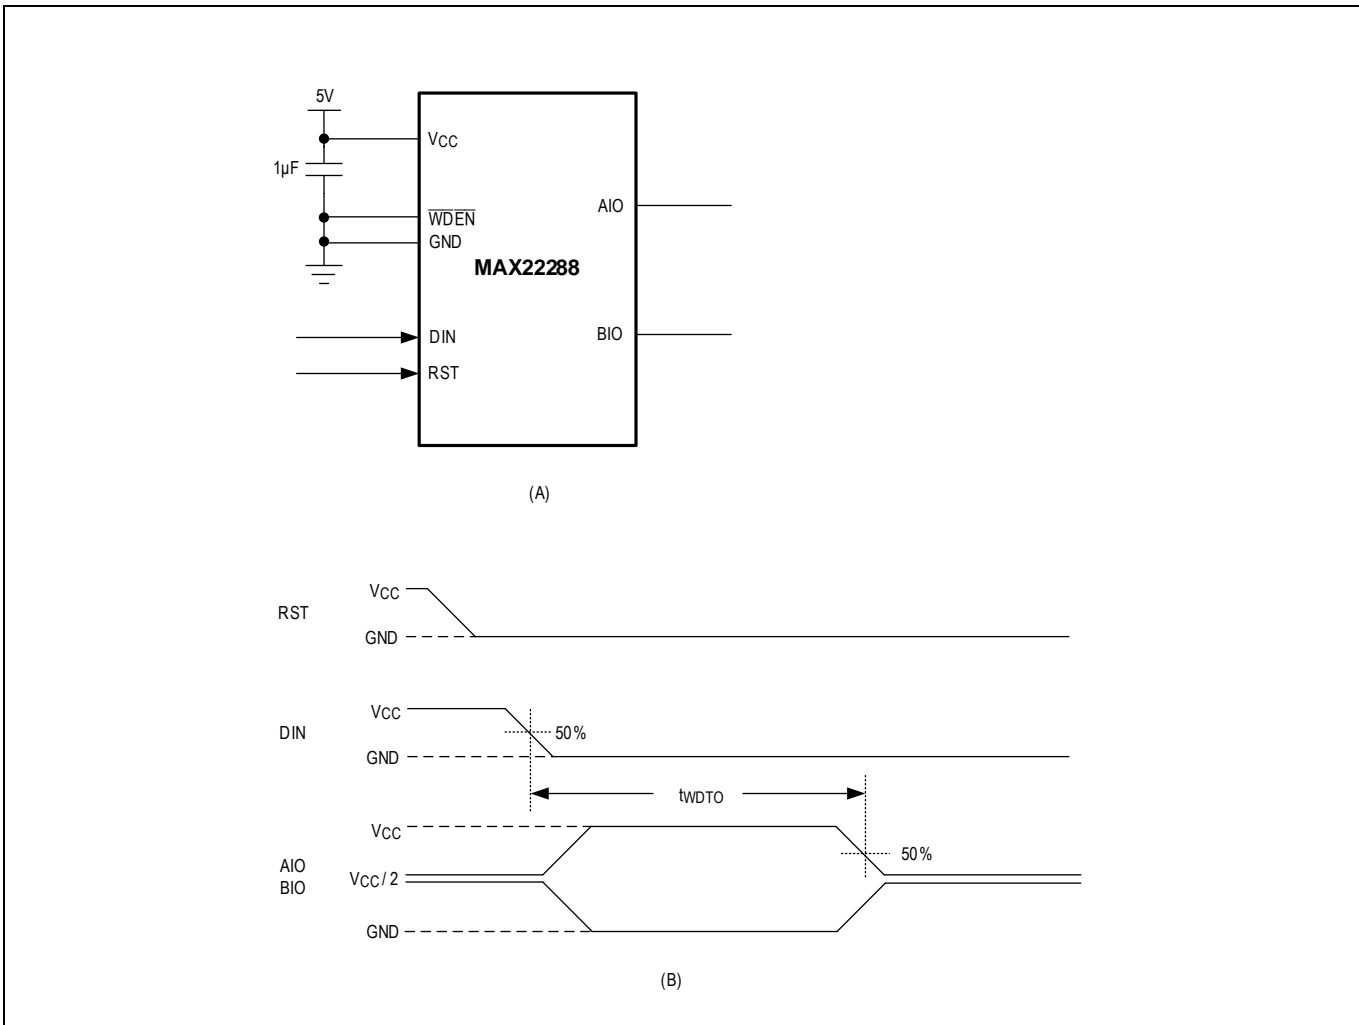 5V
VCC
1µF
AIO
WDEN
GND
MAX22288
BIO
DIN
RST
(A)
VCC
RST
GND
VCC
DIN
50%
GND
tWDTO
VCC
50%
AIO
VCC/ 2
BIO
GND
(B)